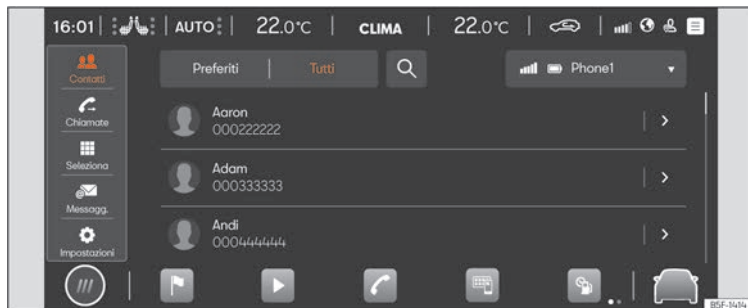 16:01 AUTO 22.0°C CLIMA 22.0°C
Contatti
Preferiti Tutti Phone1
Chiamate
Aaron
000222222
Seleziona
Adam
000333333
Messagg.
Andi
000444444
Impostazioni
B5F-1414